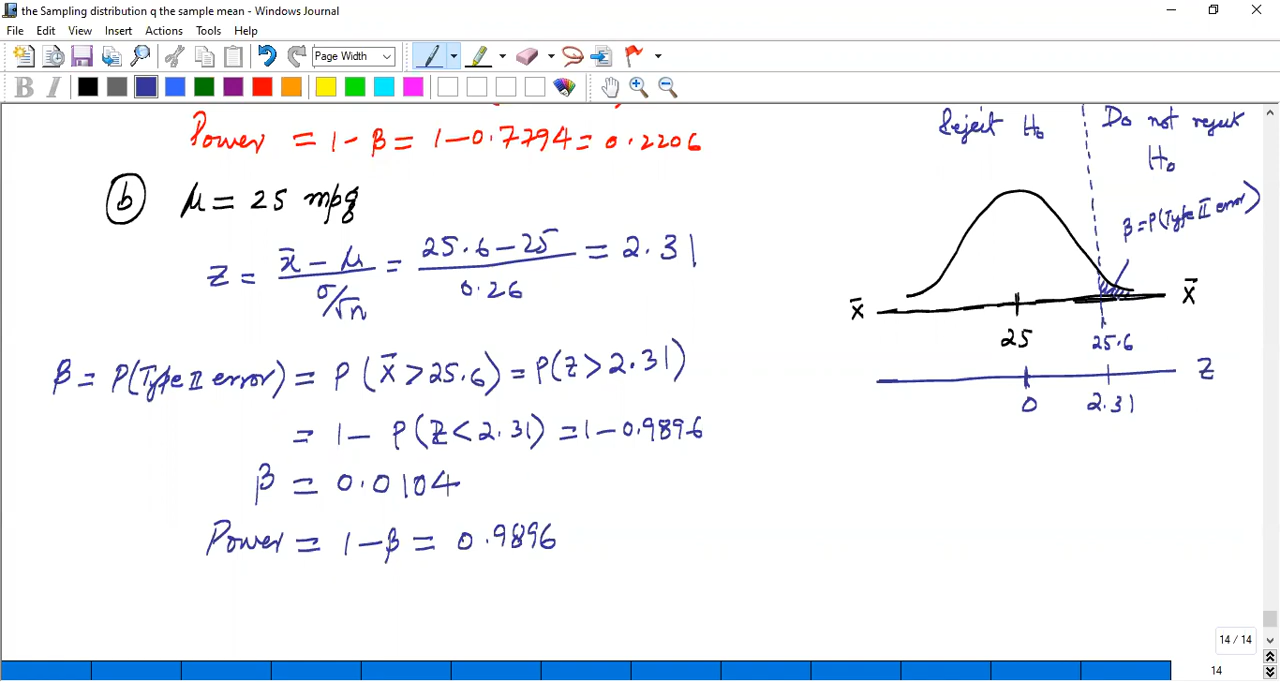 the Sampling distribution q the sample mean - Windows Journal
File Edit View Insert Actions Tools Help
Page Width
B I
Power = 1 - β = 1 - 0.7794 = 0.2206
Reject H₀
Do not reject
H₀
ⓑ μ = 25 mpg
β = P(Type II error)
z = x̄ - μ / σ/√n = 25.6 - 25 / 0.26 = 2.31
x̄ x̄
25 25.6
β = P(Type II error) = P(X̄ > 25.6) = P(Z > 2.31)
Z
0 2.31
= 1 - P(Z < 2.31) = 1 - 0.9896
β = 0.0104
Power = 1 - β = 0.9896
14 / 14
14